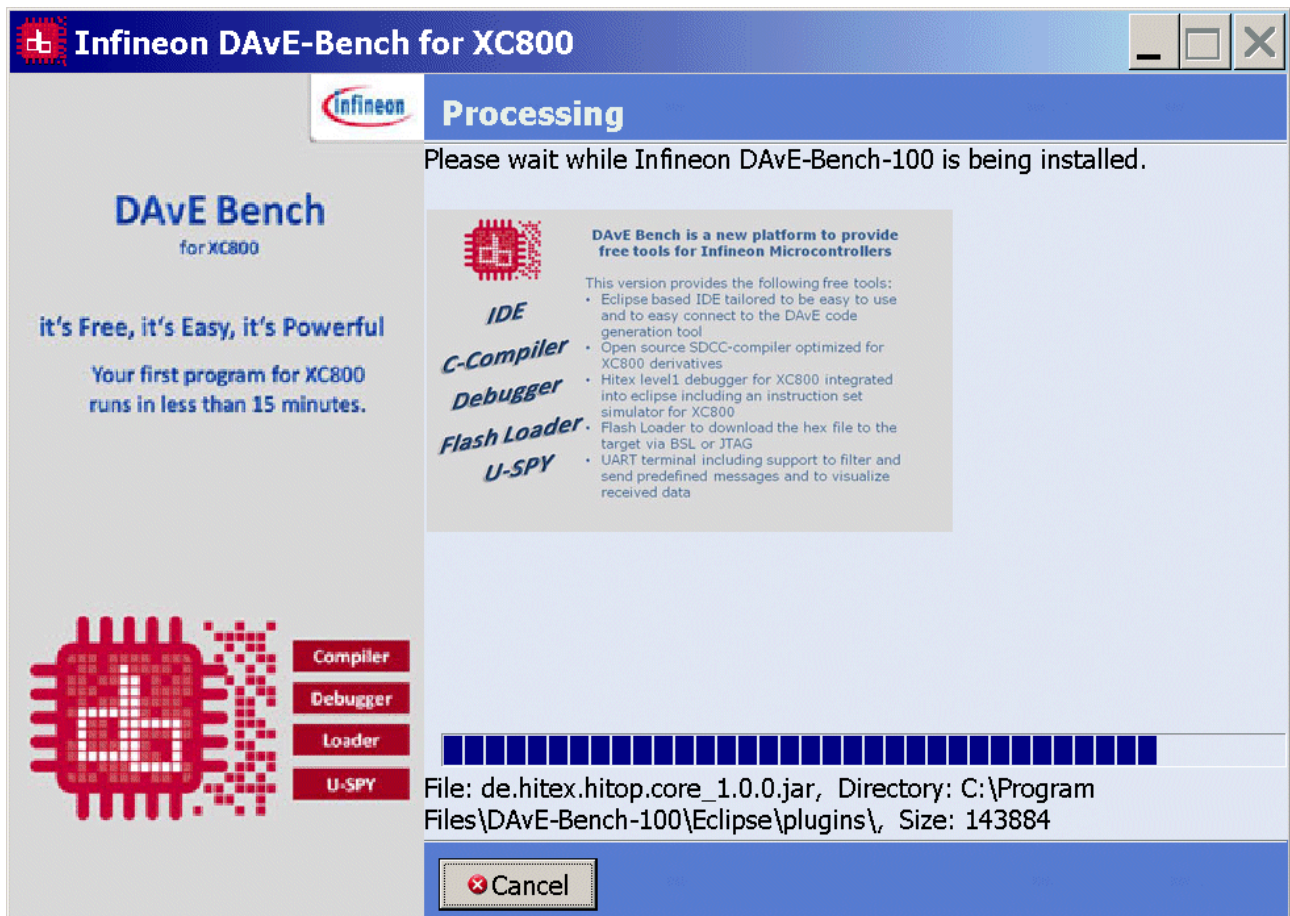 Infineon DAvE-Bench for XC800
infineon
DAvE Bench
for XC800
it's Free, it's Easy, it's Powerful
Your first program for XC800
runs in less than 15 minutes.
Compiler
Debugger
Loader
U-SPY
Processing
Please wait while Infineon DAvE-Bench-100 is being installed.
IDE
C-Compiler
Debugger
Flash Loader
U-SPY
DAvE Bench is a new platform to provide
free tools for Infineon Microcontrollers
This version provides the following free tools:
• Eclipse based IDE tailored to be easy to use
and to easy connect to the DAvE code
generation tool
• Open source SDCC-compiler optimized for
XC800 derivatives
• Hitex level1 debugger for XC800 integrated
into eclipse including an instruction set
simulator for XC800
• Flash Loader to download the hex file to the
target via BSL or JTAG
• UART terminal including support to filter and
send predefined messages and to visualize
received data
File: de.hitex.hitop.core_1.0.0.jar, Directory: C:\Program
Files\DAvE-Bench-100\Eclipse\plugins\, Size: 143884
Cancel